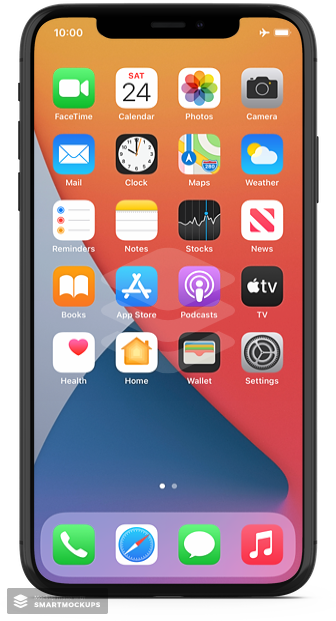 10:00
SAT
24
FaceTime Calendar Photos Camera
280
Mail Clock Maps Weather
Reminders Notes Stocks News
tv
Books App Store Podcasts TV
Health Home Wallet Settings
SMARTMOCKUPS